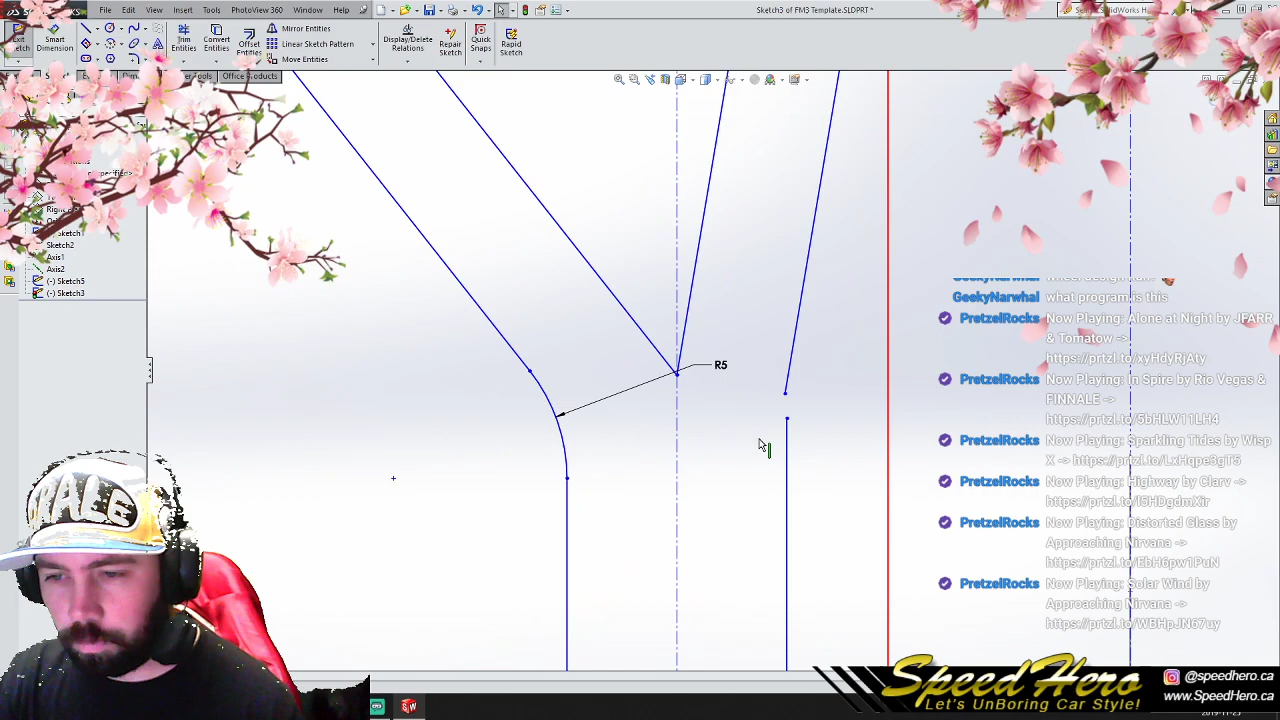 File Edit View Insert Tools PhotoView 360 Window Help
Sketch3 of FM3 Template.SLDPRT *
Exit
Smart Dimension
Trim Entities
Convert Entities
Offset Entities
Mirror Entities
Linear Sketch Pattern
Move Entities
Display/Delete Relations
Repair Sketch
Quick Snaps
Rapid Sketch
Office Products
Sketch1
Sketch2
Axis1
Axis2
(-) Sketch5
(-) Sketch3
R5
GeekyNarwhal what program is this
PretzelRocks Now Playing: Alone at Night by JFARR
& Tomatow ->
https://prtzl.to/xyHdyRjAty
PretzelRocks Now Playing: In Spire by Rio Vegas &
FINNALE ->
https://prtzl.to/5bHLW11LH4
PretzelRocks Now Playing: Sparkling Tides by Wisp
X -> https://prtzl.to/LxHqpe3gT5
PretzelRocks Now Playing: Highway by Clarv ->
https://prtzl.to/l5HDgdmXir
PretzelRocks Now Playing: Distorted Glass by
Approaching Nirvana ->
https://prtzl.to/EbH6pw1PuN
PretzelRocks Now Playing: Solar Wind by
Approaching Nirvana ->
https://prtzl.to/WBHpJN67uy
SpeedHero
Let's UnBoring Car Style!
@speedhero.ca
www.SpeedHero.ca